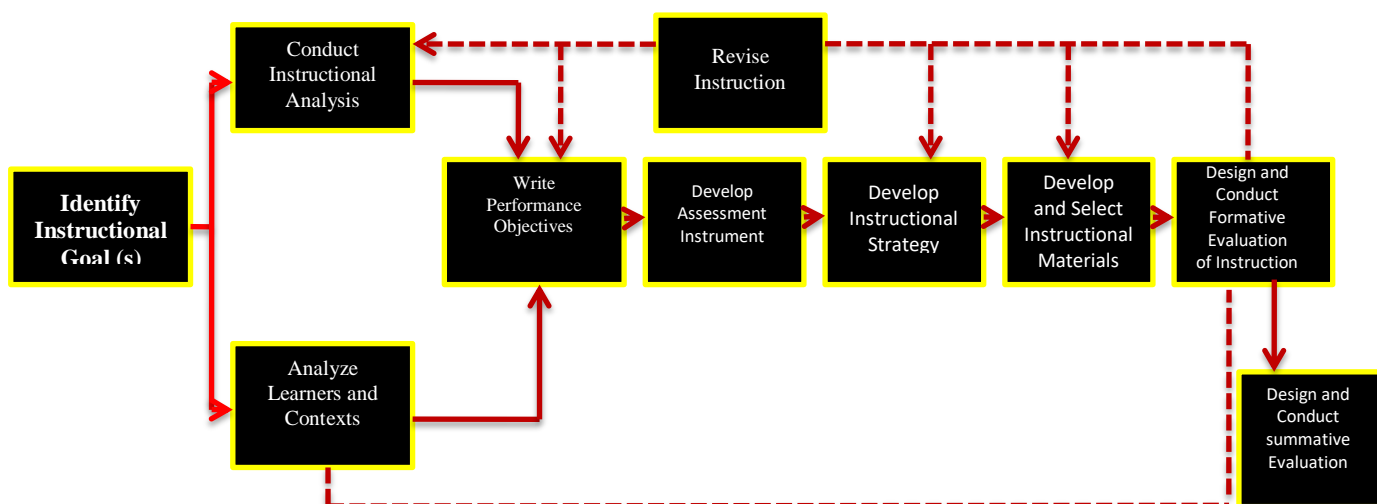 Conduct
Instructional
Analysis
Revise
Instruction
Identify
Instructional
Goal (s)
Write
Performance
Objectives
Develop
Assessment
Instrument
Develop
Instructional
Strategy
Develop
and Select
Instructional
Materials
Design and
Conduct
Formative
Evaluation
of Instruction
Analyze
Learners and
Contexts
Design and
Conduct
summative
Evaluation